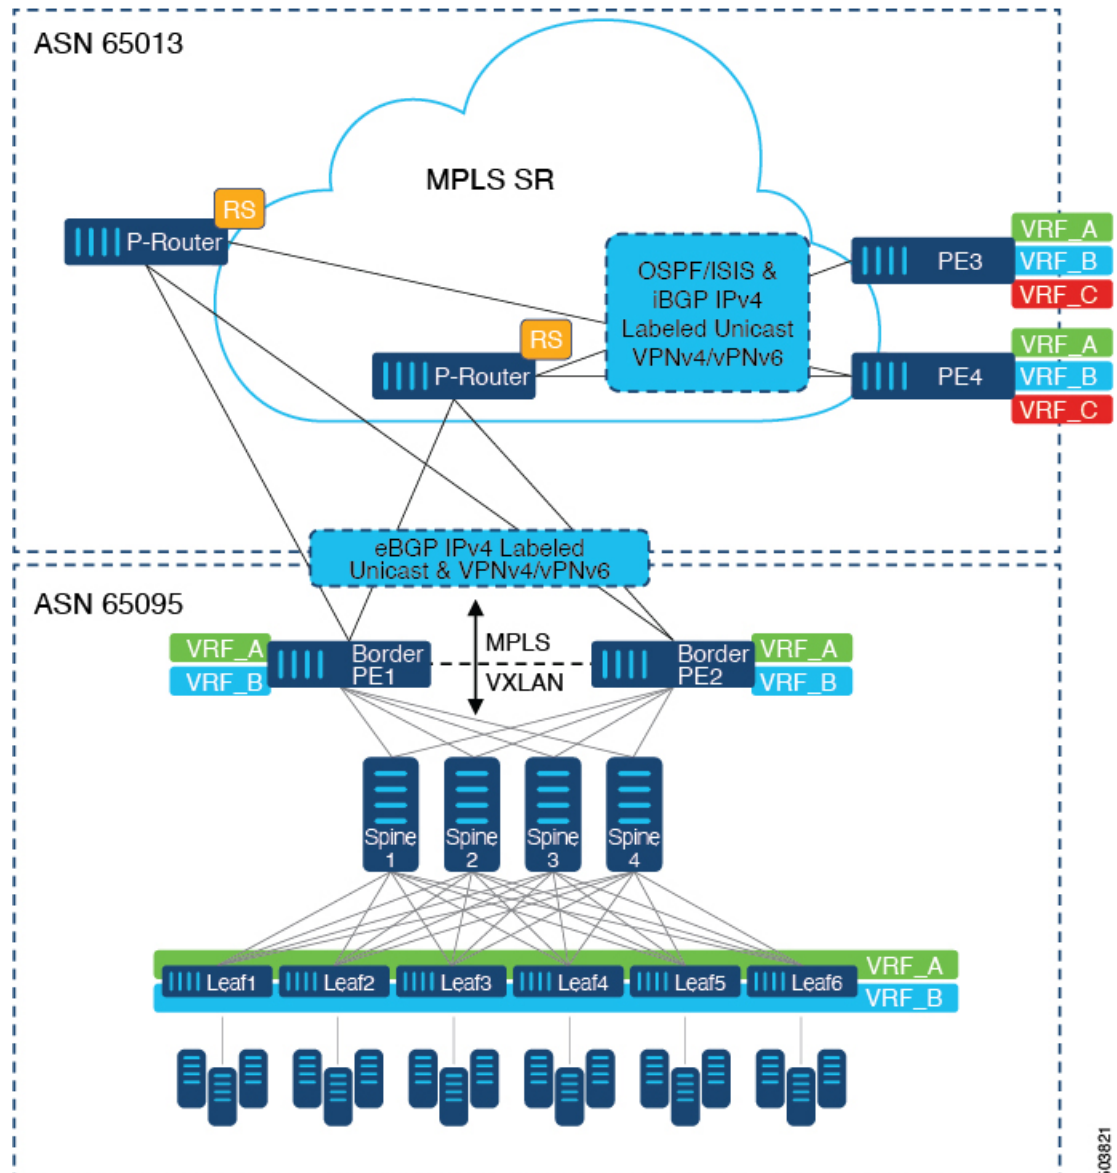 ASN 65013
MPLS SR
RS
P-Router
OSPF/ISIS &
iBGP IPv4
Labeled Unicast
VPNv4/vPNv6
PE3
VRF_A
VRF_B
VRF_C
RS
P-Router
PE4
VRF_A
VRF_B
VRF_C
eBGP IPv4 Labeled
Unicast & VPNv4/vPNv6
ASN 65095
VRF_A
VRF_B
Border
PE1
MPLS
VXLAN
Border
PE2
VRF_A
VRF_B
Spine
1
Spine
2
Spine
3
Spine
4
Leaf1
Leaf2
Leaf3
Leaf4
Leaf5
Leaf6
VRF_A
VRF_B
503821